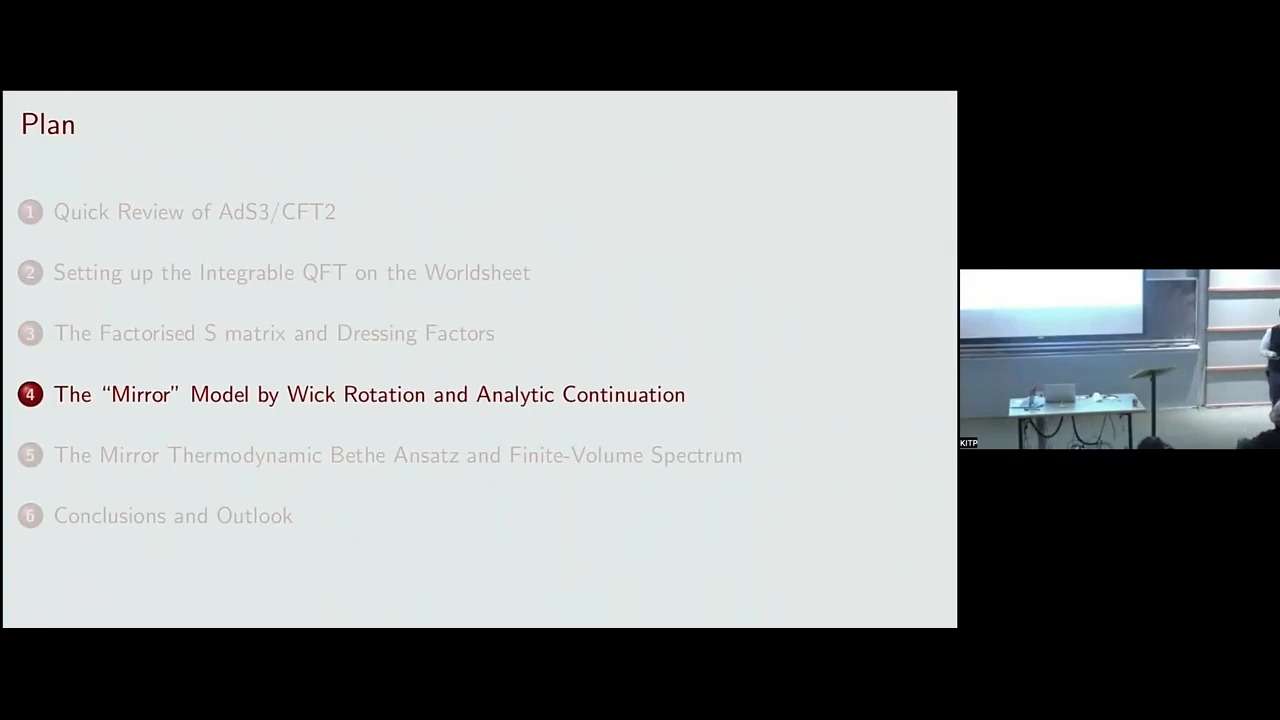 Plan
1 Quick Review of AdS3/CFT2
2 Setting up the Integrable QFT on the Worldsheet
3 The Factorised S matrix and Dressing Factors
4 The “Mirror” Model by Wick Rotation and Analytic Continuation
5 The Mirror Thermodynamic Bethe Ansatz and Finite-Volume Spectrum
6 Conclusions and Outlook
KITP